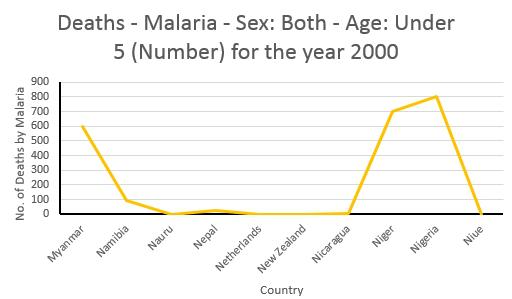 Deaths - Malaria - Sex: Both - Age: Under
5 (Number) for the year 2000
No. of Deaths by Malaria
900
800
700
600
500
400
300
200
100
0
Myanmar
Namibia
Nauru
Nepal
Netherlands
New Zealand
Nicaragua
Niger
Nigeria
Niue
Country